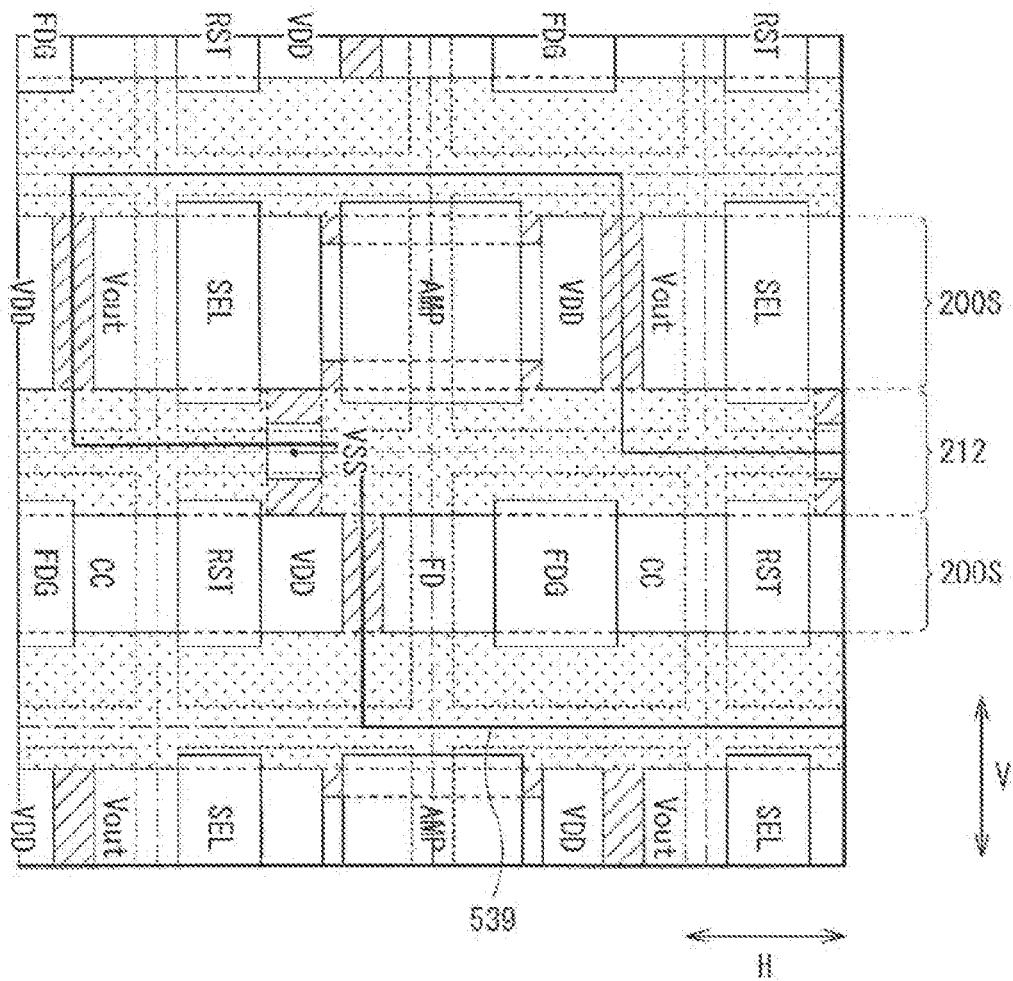 FDG
RST
VDD
FDG
RST
VDD
Vout
SEL
AMP
VDD
Vout
SEL
200S
VSS
212
FDG
CC
RST
VDD
FD
FDG
CC
RST
200S
VDD
Vout
SEL
AMP
VDD
Vout
SEL
V
539
H